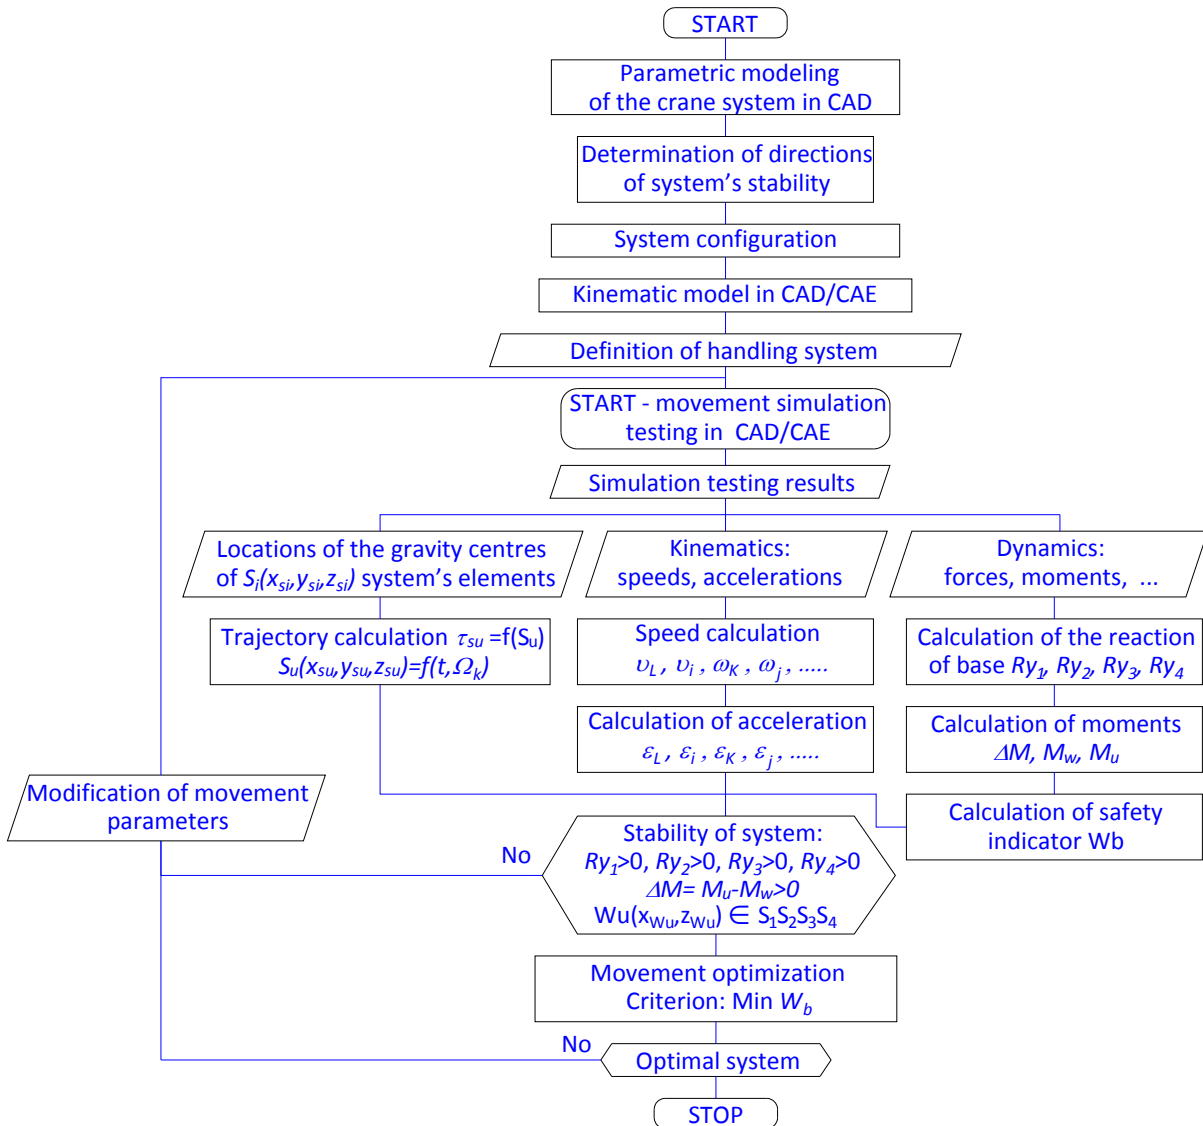 START
Parametric modeling
of the crane system in CAD
Determination of directions
of system's stability
System configuration
Kinematic model in CAD/CAE
Definition of handling system
START - movement simulation
testing in CAD/CAE
Simulation testing results
Locations of the gravity centres
of Si(xsi,ysi,zsi) system's elements
Kinematics:
speeds, accelerations
Dynamics:
forces, moments, ...
Trajectory calculation τsu =f(Su)
Su(xsu,ysu,zsu)=f(t,Ωk)
Speed calculation
υL, υi, ωK, ωj, .....
Calculation of the reaction
of base Ry1, Ry2, Ry3, Ry4
Calculation of acceleration
εL, εi, εK, εj, .....
Calculation of moments
ΔM, Mw, Mu
Modification of movement
parameters
Calculation of safety
indicator Wb
No
Stability of system:
Ry1>0, Ry2>0, Ry3>0, Ry4>0
ΔM= Mu-Mw>0
Wu(xWu,zWu) ∈ S1S2S3S4
Movement optimization
Criterion: Min Wb
No
Optimal system
STOP